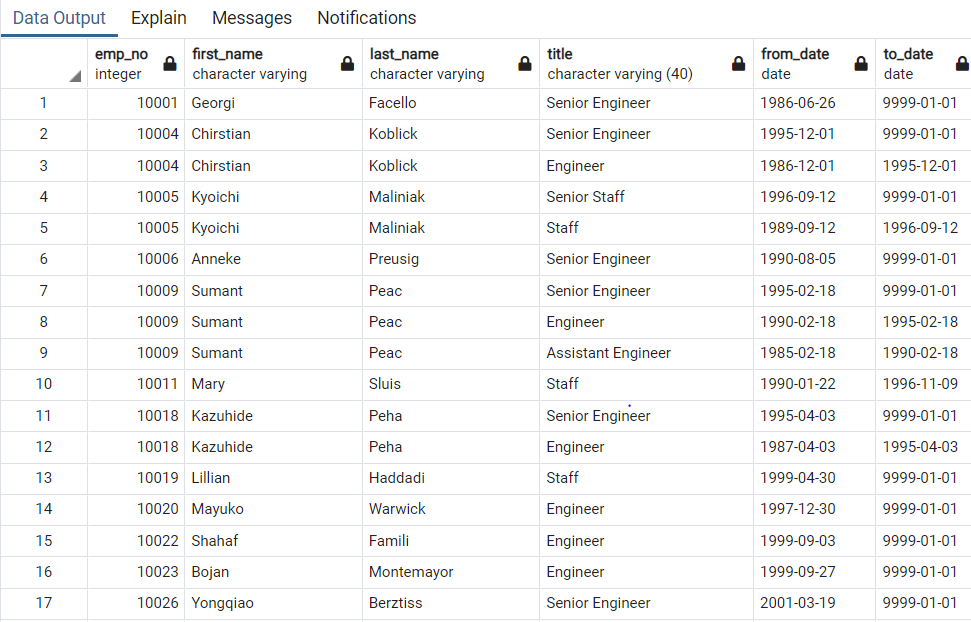 Data Output Explain Messages Notifications
emp_no first_name last_name title from_date to_date
integer character varying character varying character varying (40) date date
1 10001 Georgi Facello Senior Engineer 1986-06-26 9999-01-01
2 10004 Chirstian Koblick Senior Engineer 1995-12-01 9999-01-01
3 10004 Chirstian Koblick Engineer 1986-12-01 1995-12-01
4 10005 Kyoichi Maliniak Senior Staff 1996-09-12 9999-01-01
5 10005 Kyoichi Maliniak Staff 1989-09-12 1996-09-12
6 10006 Anneke Preusig Senior Engineer 1990-08-05 9999-01-01
7 10009 Sumant Peac Senior Engineer 1995-02-18 9999-01-01
8 10009 Sumant Peac Engineer 1990-02-18 1995-02-18
9 10009 Sumant Peac Assistant Engineer 1985-02-18 1990-02-18
10 10011 Mary Sluis Staff 1990-01-22 1996-11-09
11 10018 Kazuhide Peha Senior Engineer 1995-04-03 9999-01-01
12 10018 Kazuhide Peha Engineer 1987-04-03 1995-04-03
13 10019 Lillian Haddadi Staff 1999-04-30 9999-01-01
14 10020 Mayuko Warwick Engineer 1997-12-30 9999-01-01
15 10022 Shahaf Famili Engineer 1999-09-03 9999-01-01
16 10023 Bojan Montemayor Engineer 1999-09-27 9999-01-01
17 10026 Yongqiao Berztiss Senior Engineer 2001-03-19 9999-01-01